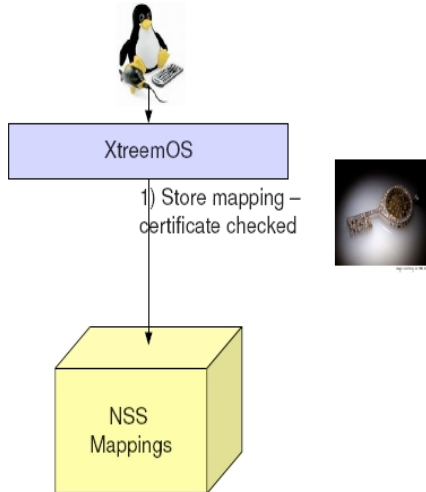 XtreemOS
1) Store mapping –
certificate checked
NSS
Mappings